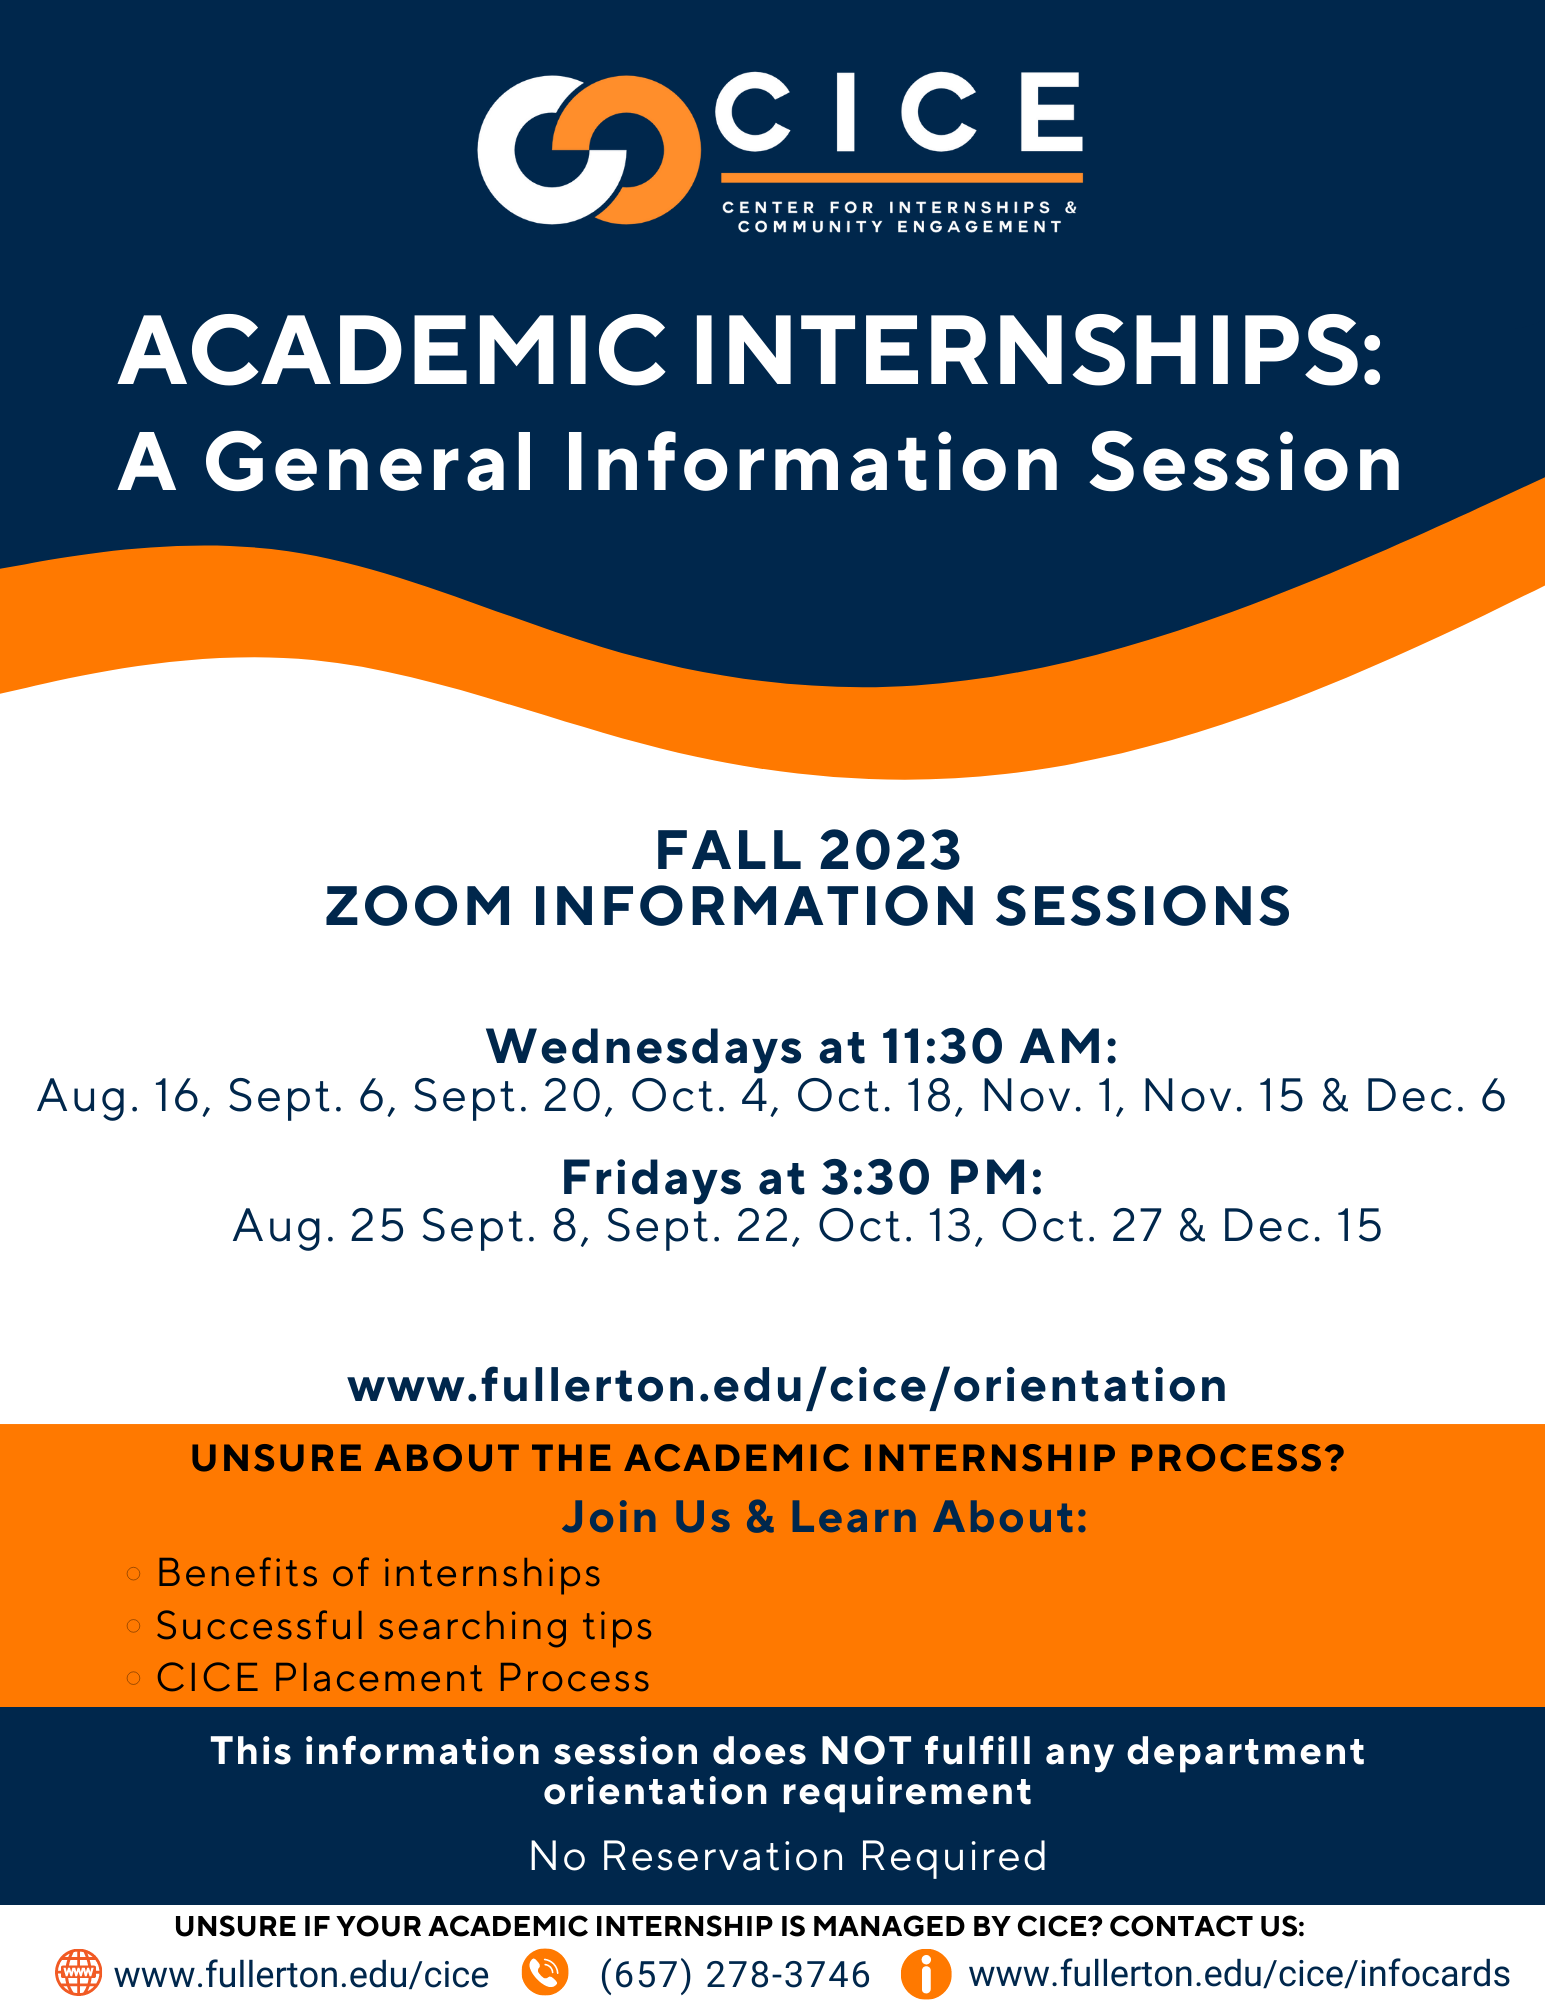 CICE
CENTER FOR INTERNSHIPS &
COMMUNITY ENGAGEMENT
ACADEMIC INTERNSHIPS:
A General Information Session
FALL 2023
ZOOM INFORMATION SESSIONS
Wednesdays at 11:30 AM:
Aug. 16, Sept. 6, Sept. 20, Oct. 4, Oct. 18, Nov. 1, Nov. 15 & Dec. 6
Fridays at 3:30 PM:
Aug. 25 Sept. 8, Sept. 22, Oct. 13, Oct. 27 & Dec. 15
www.fullerton.edu/cice/orientation
UNSURE ABOUT THE ACADEMIC INTERNSHIP PROCESS?
Join Us & Learn About:
Benefits of internships
Successful searching tips
CICE Placement Process
This information session does NOT fulfill any department
orientation requirement
No Reservation Required
UNSURE IF YOUR ACADEMIC INTERNSHIP IS MANAGED BY CICE? CONTACT US:
www www.fullerton.edu/cice (657) 278-3746 i www.fullerton.edu/cice/infocards